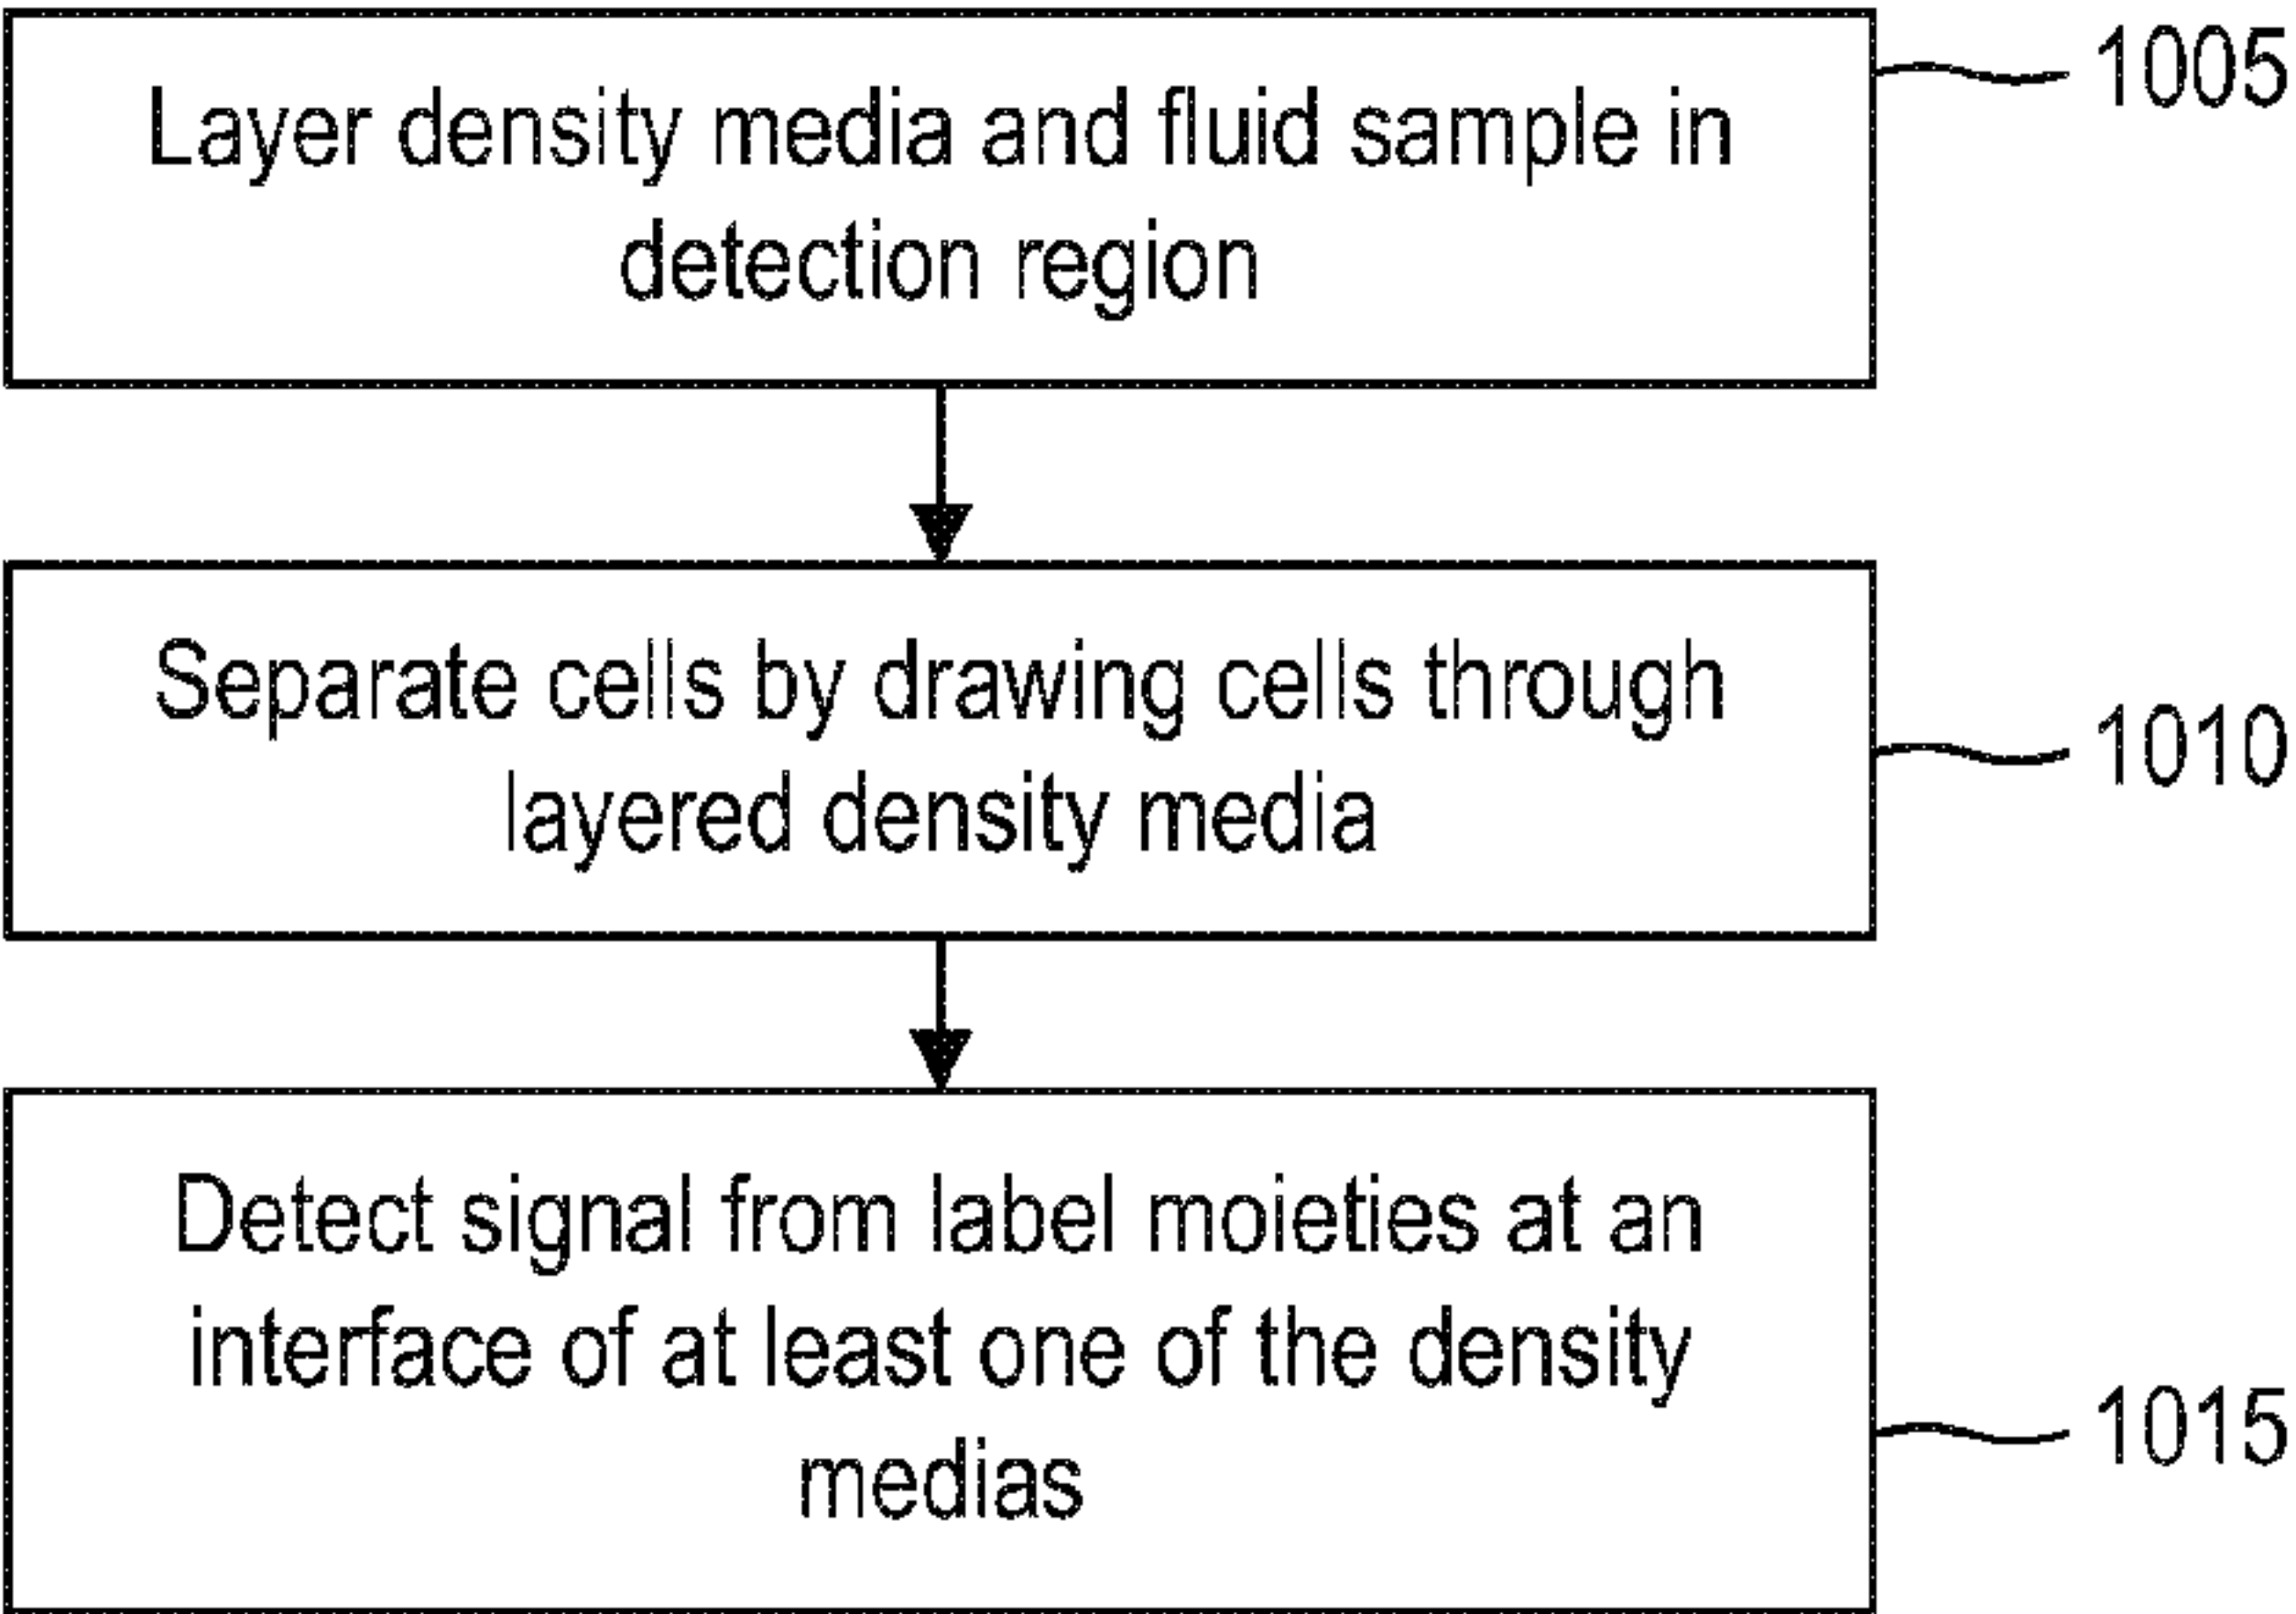 Layer density media and fluid sample in
detection region
1005
Separate cells by drawing cells through
layered density media
1010
Detect signal from label moieties at an
interface of at least one of the density
medias
1015